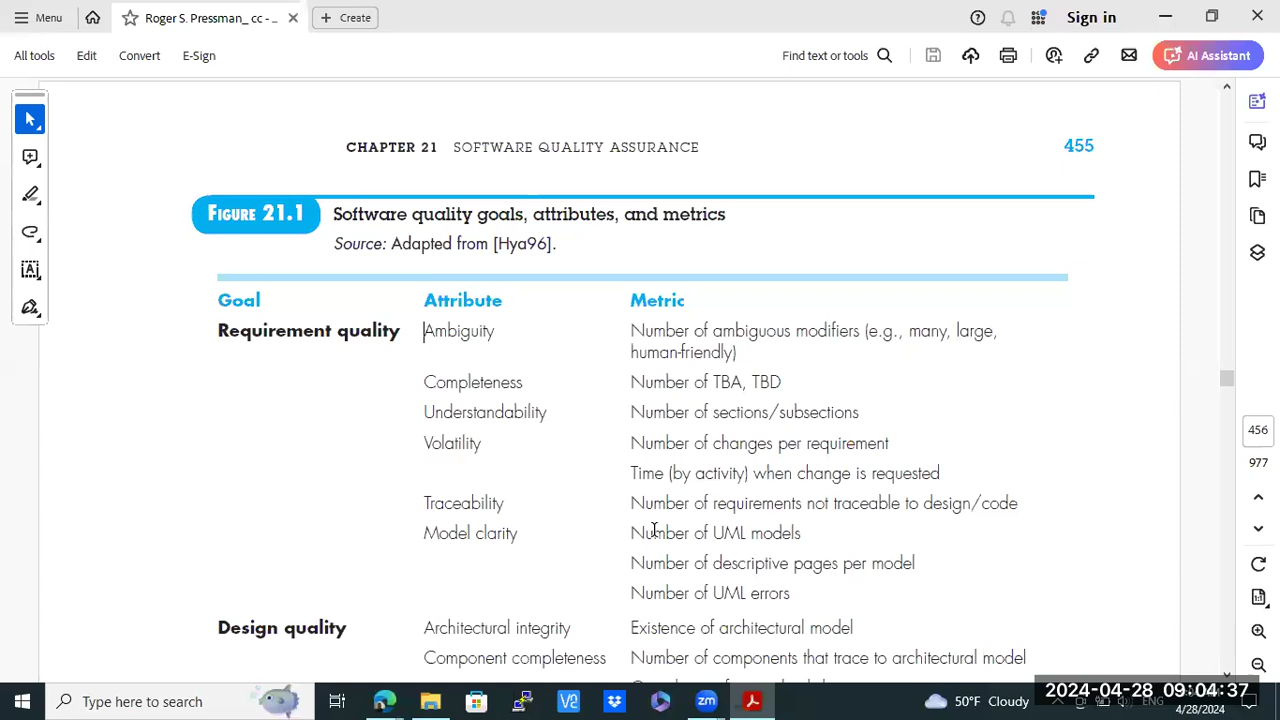 Menu
Roger S. Pressman_ cc - ...
Create
Sign in
All tools
Edit
Convert
E-Sign
Find text or tools
AI Assistant
CHAPTER 21 SOFTWARE QUALITY ASSURANCE
455
FIGURE 21.1
Software quality goals, attributes, and metrics
Source: Adapted from [Hya96].
Goal Attribute Metric
Requirement quality Ambiguity Number of ambiguous modifiers (e.g., many, large,
human-friendly)
Completeness Number of TBA, TBD
Understandability Number of sections/subsections
Volatility Number of changes per requirement
Time (by activity) when change is requested
Traceability Number of requirements not traceable to design/code
Model clarity Number of UML models
Number of descriptive pages per model
Number of UML errors
Design quality Architectural integrity Existence of architectural model
Component completeness Number of components that trace to architectural model
456
977
Type here to search
50°F Cloudy
ENG
2024-04-28 09:04:37
4/28/2024